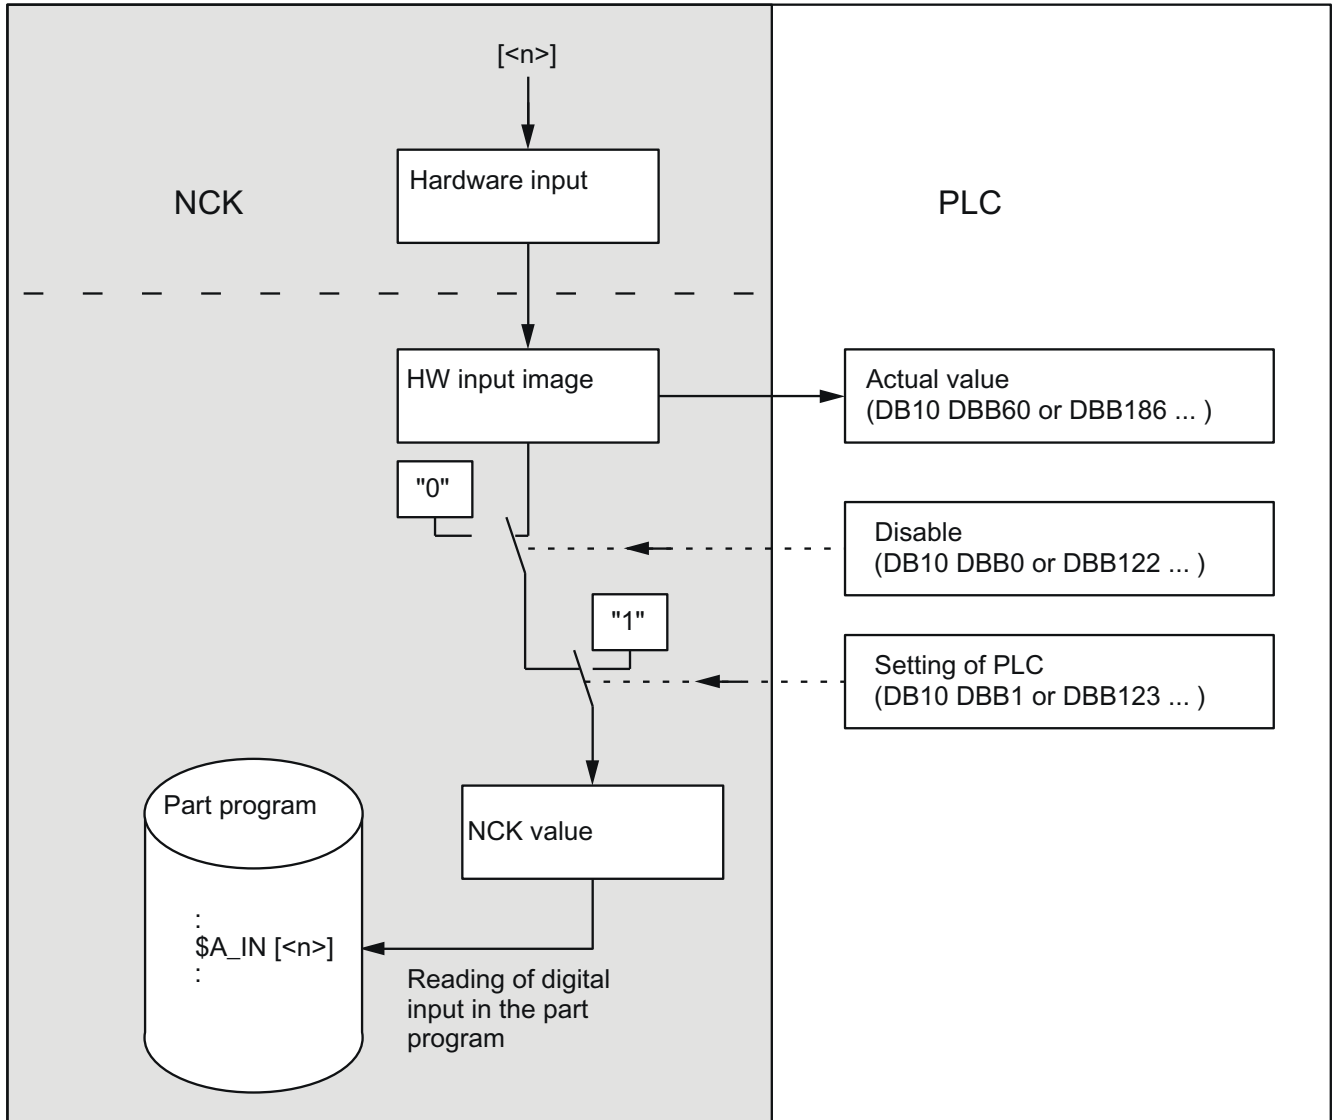 [<n>]
Hardware input
NCK
PLC
HW input image
Actual value
(DB10 DBB60 or DBB186 ... )
"0"
Disable
(DB10 DBB0 or DBB122 ... )
"1"
Setting of PLC
(DB10 DBB1 or DBB123 ... )
Part program
NCK value
:
$A_IN [<n>]
:
Reading of digital
input in the part
program